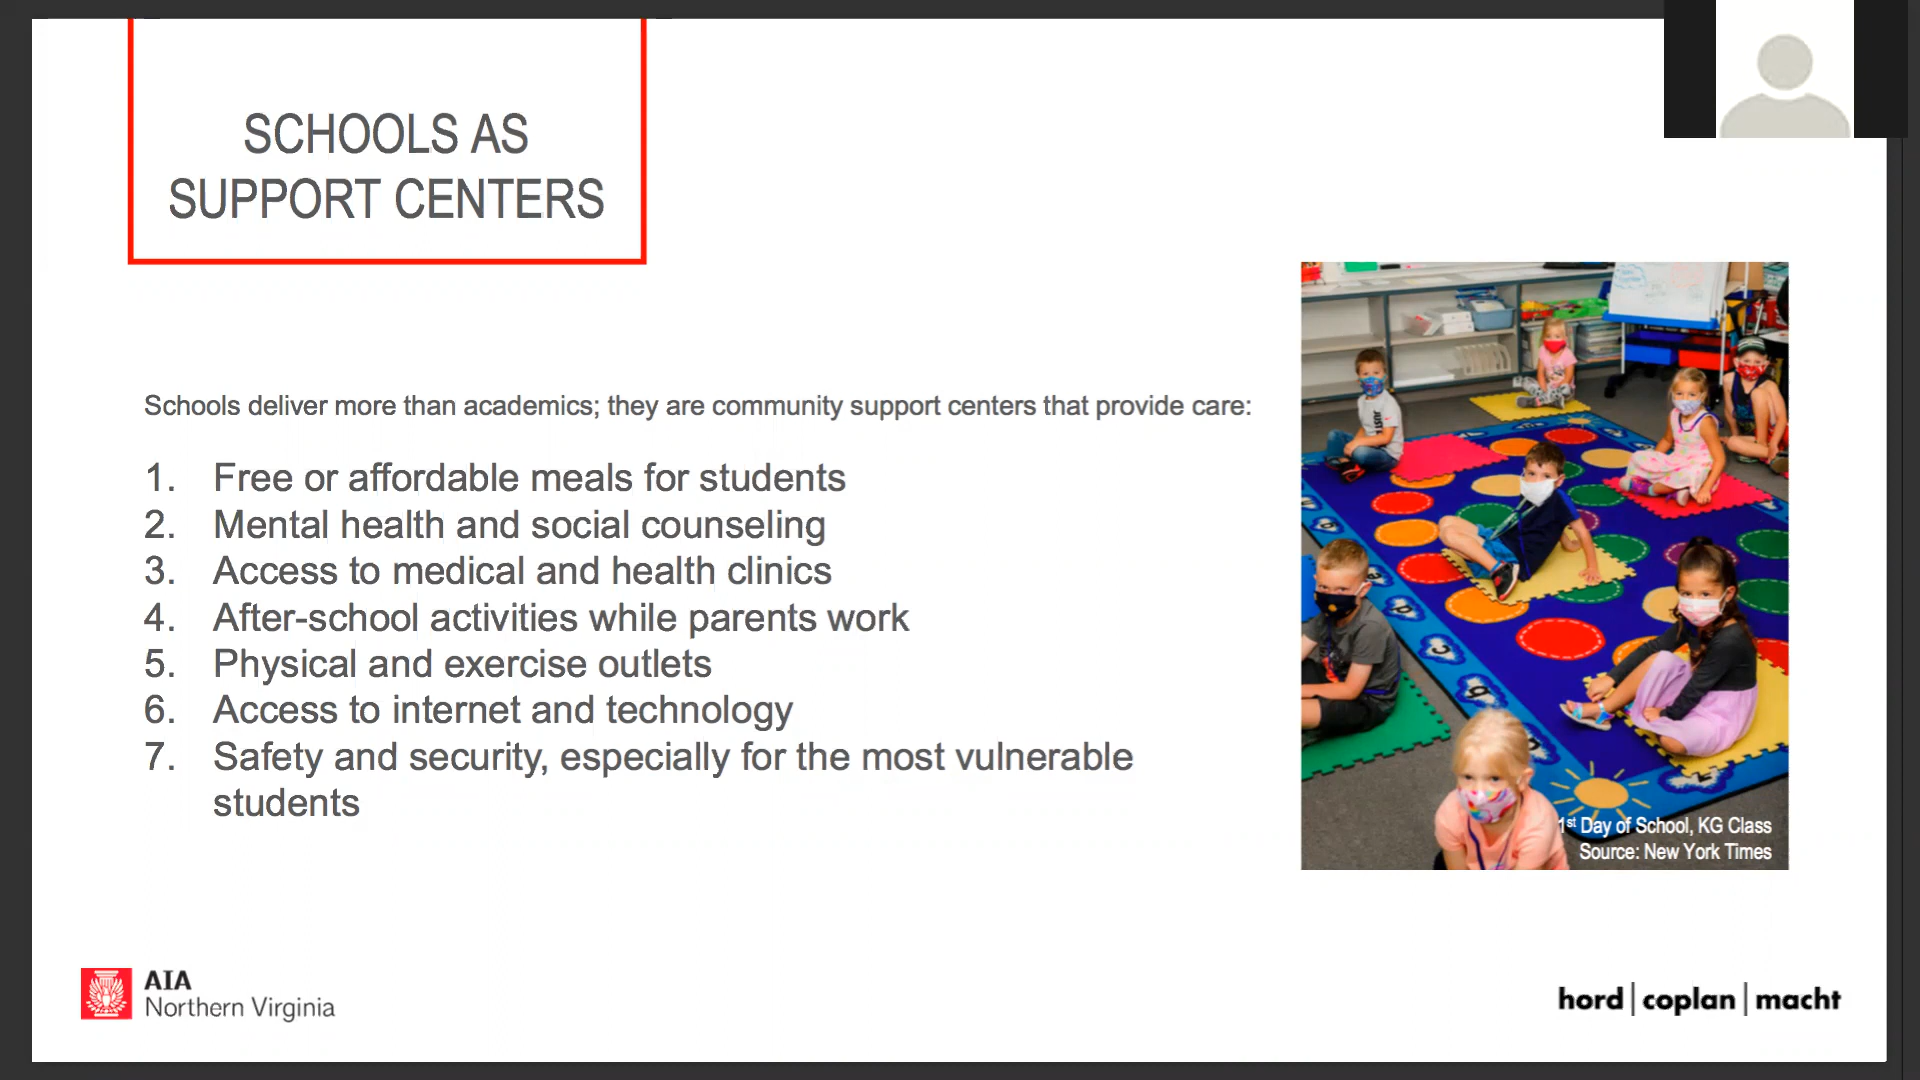 SCHOOLS AS
SUPPORT CENTERS
Schools deliver more than academics; they are community support centers that provide care:
1. Free or affordable meals for students
2. Mental health and social counseling
3. Access to medical and health clinics
4. After-school activities while parents work
5. Physical and exercise outlets
6. Access to internet and technology
7. Safety and security, especially for the most vulnerable
students
1st Day of School, KG Class
Source: New York Times
AIA
Northern Virginia
hord|coplan|macht